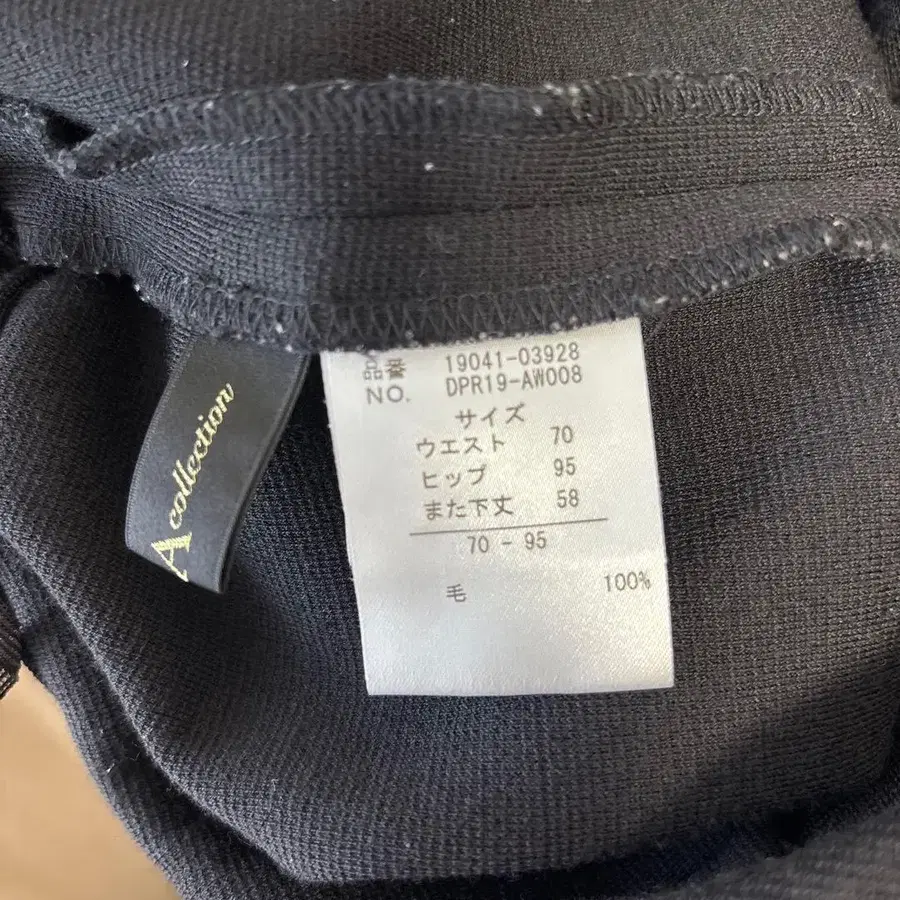 品番 19041-03928
NO. DPR19-AW008
サイズ
ウエスト 70
ヒップ 95
また下丈 58
70 - 95
毛 100%
A collection